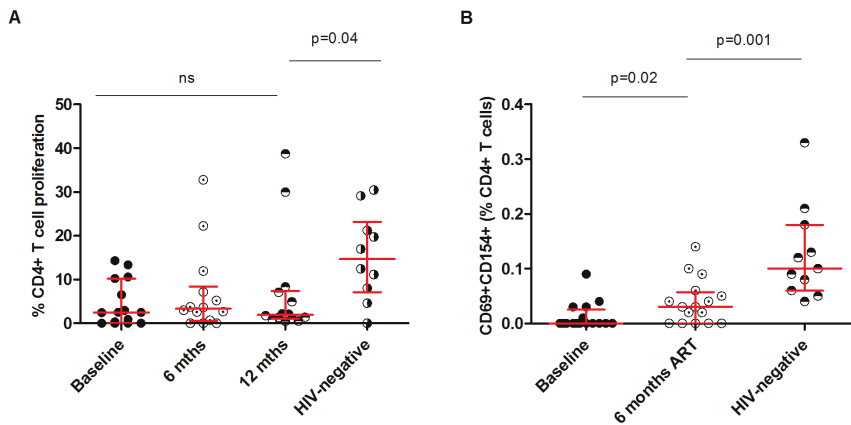 A
B
p=0.04
p=0.001
ns
p=0.02
% CD4+ T cell proliferation
50
40
30
20
10
0
Baseline
6 mths
12 mths
HIV-negative
CD69+CD154+ (% CD4+ T cells)
0.4
0.3
0.2
0.1
0.0
Baseline
6 months ART
HIV-negative